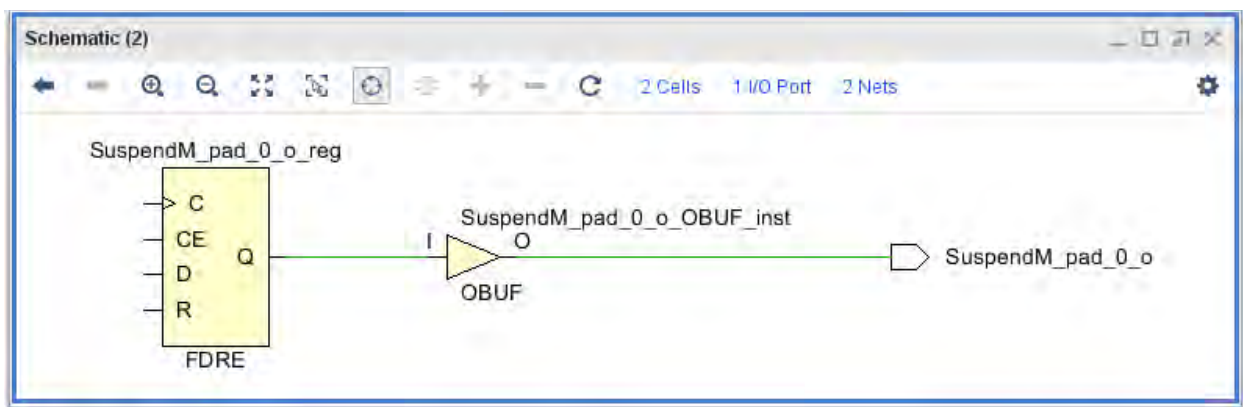 Schematic (2)
2 Cells 1 I/O Port 2 Nets
SuspendM_pad_0_o_reg
C
CE
D
R
Q
FDRE
SuspendM_pad_0_o_OBUF_inst
I
O
OBUF
SuspendM_pad_0_o